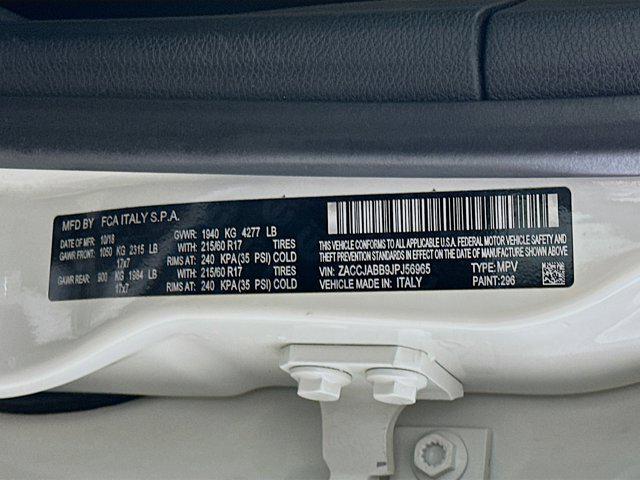 MFD BY FCA ITALY S.P.A.
DATE OF MFR: 10/18 GVWR: 1940 KG 4277 LB
GAWR FRONT: 1050 KG 2315 LB WITH: 215/60 R17 TIRES
17x7 RIMS AT: 240 KPA(35 PSI) COLD
GAWR REAR: 900 KG 1984 LB WITH: 215/60 R17 TIRES
17x7 RIMS AT: 240 KPA(35 PSI) COLD
THIS VEHICLE CONFORMS TO ALL APPLICABLE U.S.A. FEDERAL MOTOR VEHICLE SAFETY,
BUMPER, AND THEFT PREVENTION STANDARDS IN EFFECT ON THE DATE OF MANUFACTURE SHOWN ABOVE.
VIN: ZACCJABB9JPJ56965 TYPE: MPV
VEHICLE MADE IN: ITALY PAINT: 296